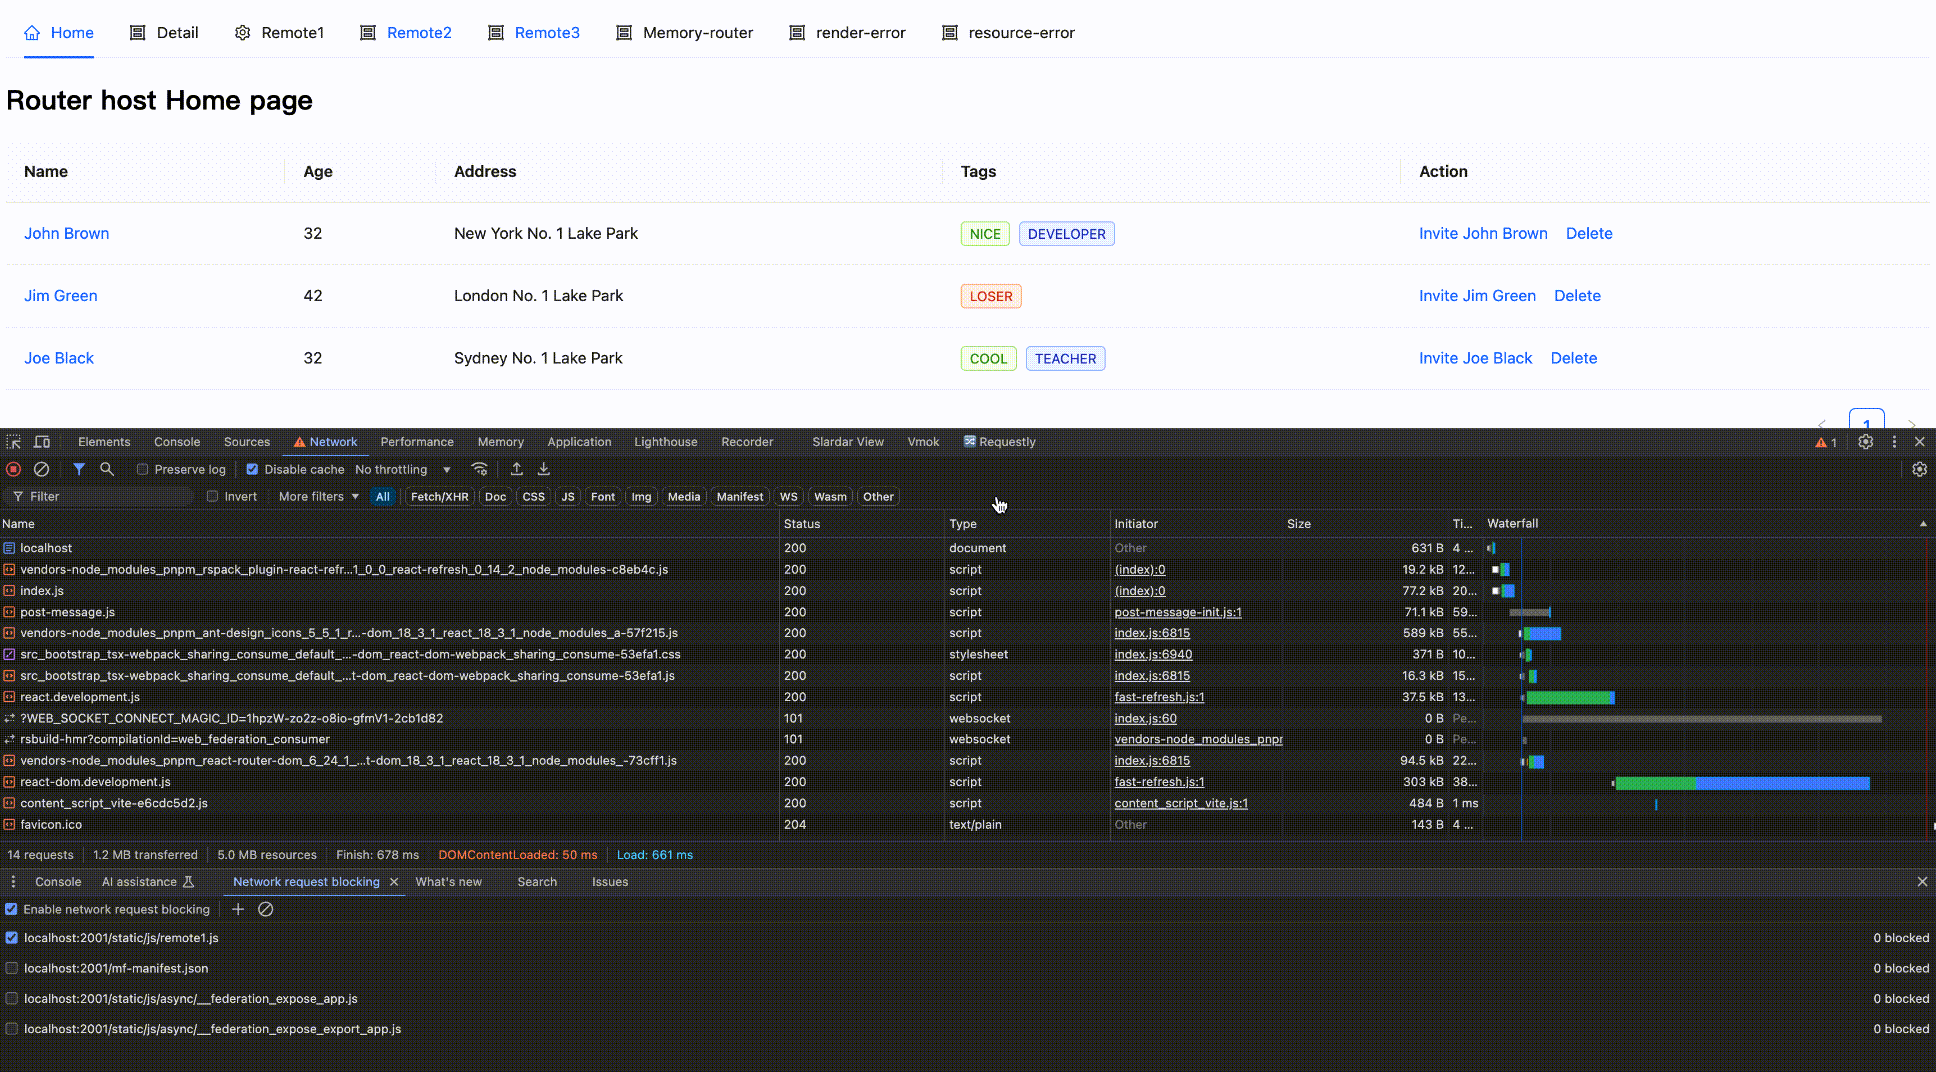 Home Detail Remote1 Remote2 Remote3 Memory-router render-error resource-error
Router host Home page
Name Age Address Tags Action
John Brown 32 New York No. 1 Lake Park NICE DEVELOPER Invite John Brown Delete
Jim Green 42 London No. 1 Lake Park LOSER Invite Jim Green Delete
Joe Black 32 Sydney No. 1 Lake Park COOL TEACHER Invite Joe Black Delete
1
Elements Console Sources Network Performance Memory Application Lighthouse Recorder Slardar View Vmok Requestly 1
Preserve log Disable cache No throttling
Filter Invert More filters All Fetch/XHR Doc CSS JS Font Img Media Manifest WS Wasm Other
Name Status Type Initiator Size Ti... Waterfall
localhost 200 document Other 631 B 4 ...
vendors-node_modules_pnpm_rspack_plugin-react-refr...1_0_0_react-refresh_0_14_2_node_modules-c8eb4c.js 200 script (index):0 19.2 kB 12...
index.js 200 script (index):0 77.2 kB 20...
post-message.js 200 script post-message-init.js:1 71.1 kB 59...
vendors-node_modules_pnpm_ant-design_icons_5_5_1_r...-dom_18_3_1_react_18_3_1_node_modules_a-57f215.js 200 script index.js:6815 589 kB 55...
src_bootstrap_tsx-webpack_sharing_consume_default_...-dom_react-dom-webpack_sharing_consume-53efa1.css 200 stylesheet index.js:6940 371 B 10...
src_bootstrap_tsx-webpack_sharing_consume_default_...t-dom_react-dom-webpack_sharing_consume-53efa1.js 200 script index.js:6815 16.3 kB 15...
react.development.js 200 script fast-refresh.js:1 37.5 kB 13...
?WEB_SOCKET_CONNECT_MAGIC_ID=1hpzW-zo2z-o8io-gfmV1-2cb1d82 101 websocket index.js:60 0 B Pe...
rsbuild-hmr?compilationId=web_federation_consumer 101 websocket vendors-node_modules_pnpr 0 B Pe...
vendors-node_modules_pnpm_react-router-dom_6_24_1_...t-dom_18_3_1_react_18_3_1_node_modules_-73cff1.js 200 script index.js:6815 94.5 kB 22...
react-dom.development.js 200 script fast-refresh.js:1 303 kB 38...
content_script_vite-e6cdc5d2.js 200 script content_script_vite.js:1 484 B 1 ms
favicon.ico 204 text/plain Other 143 B 4 ...
14 requests 1.2 MB transferred 5.0 MB resources Finish: 678 ms DOMContentLoaded: 50 ms Load: 661 ms
Console AI assistance Network request blocking What's new Search Issues
Enable network request blocking
localhost:2001/static/js/remote1.js 0 blocked
localhost:2001/mf-manifest.json 0 blocked
localhost:2001/static/js/async/__federation_expose_app.js 0 blocked
localhost:2001/static/js/async/__federation_expose_export_app.js 0 blocked